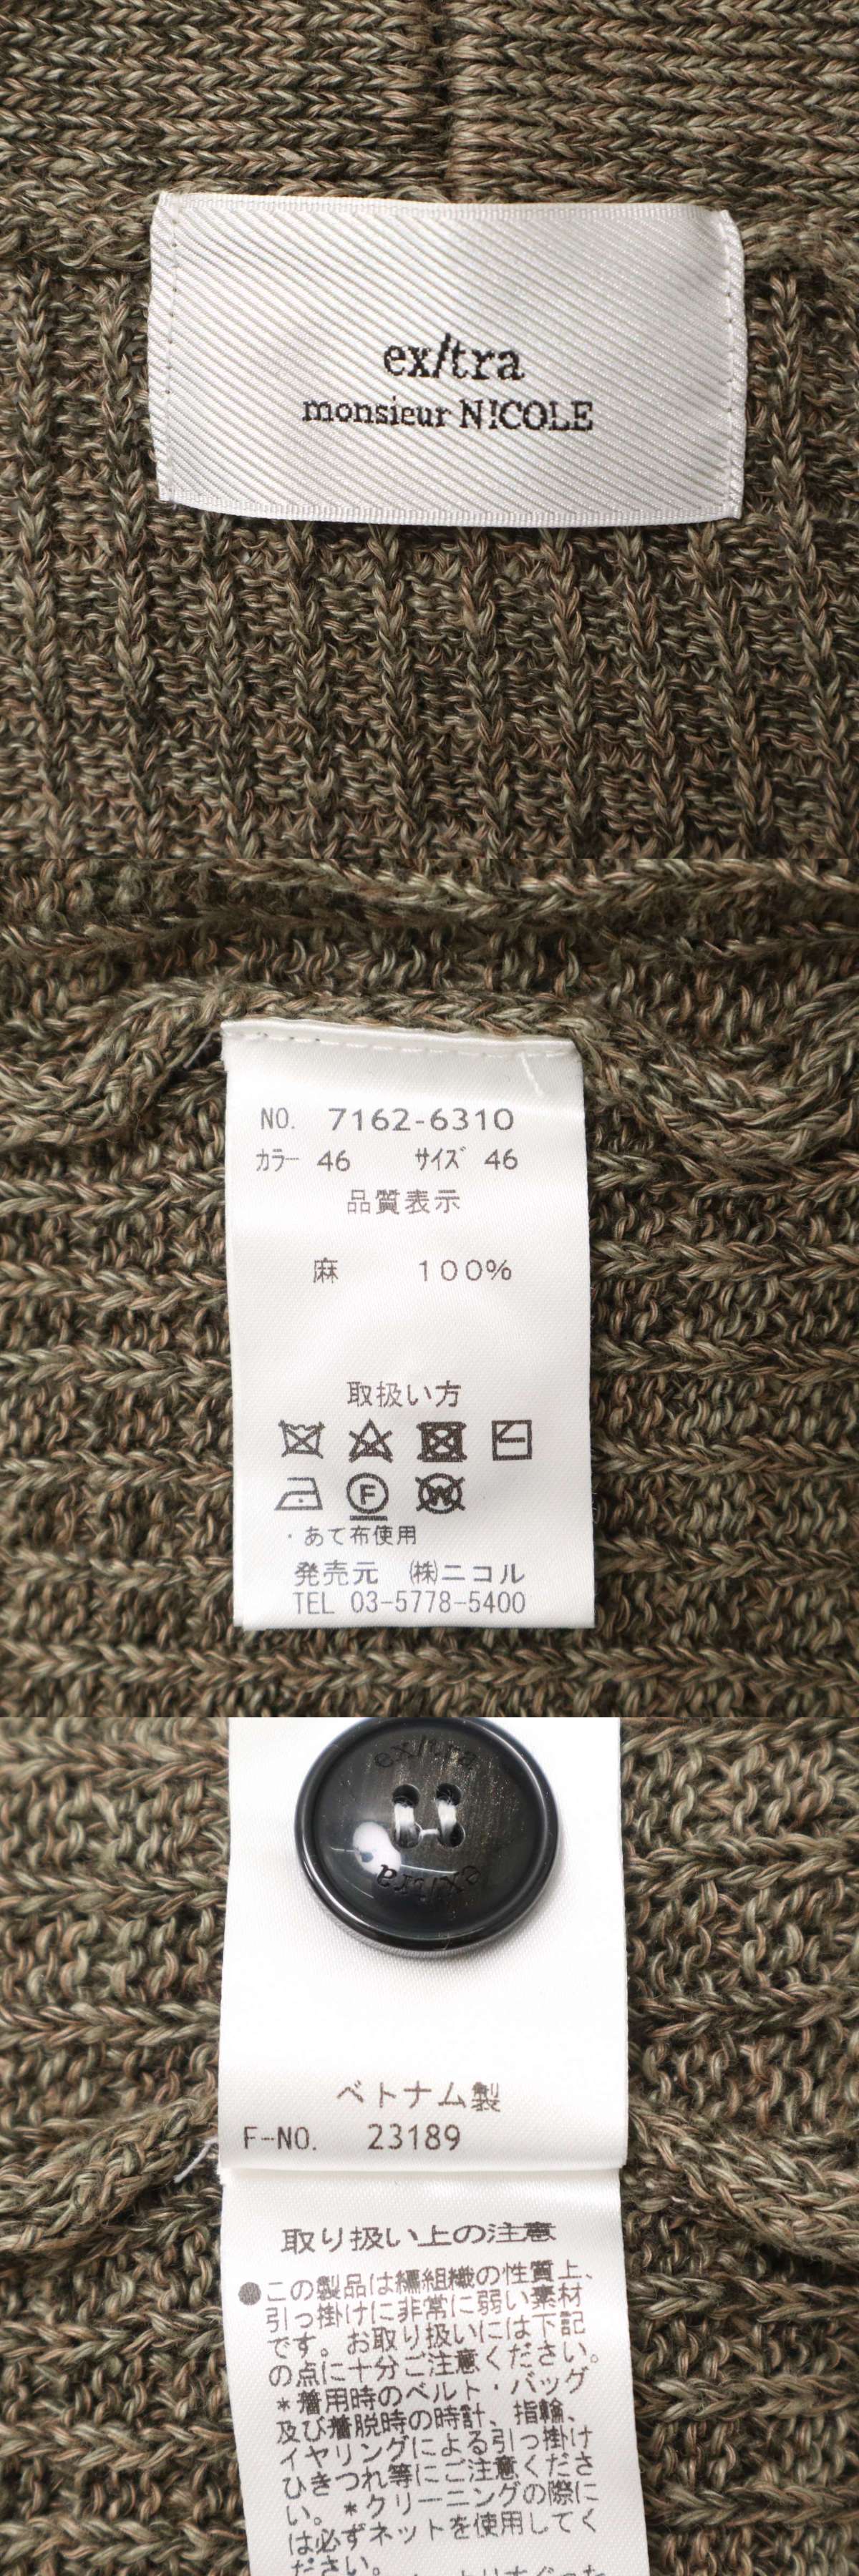 ex/tra
monsieur NICOLE
NO. 7162-6310
カラー 46 サイズ 46
品質表示
麻 100%
取扱い方
F W
・あて布使用
発売元 ㈱ニコル
TEL 03-5778-5400
ex/tra
ex/tra
ベトナム製
F-NO. 23189
取り扱い上の注意
●この製品は編組織の性質上、
引っ掛けに非常に弱い素材
です。お取り扱いには下記
の点に十分ご注意ください。
*着用時のベルト・バッグ
及び着脱時の時計、指輪、
イヤリングによる引っ掛け
ひきつれ等にご注意くださ
い。*クリーニングの際に
は必ずネットを使用してく
ださい。